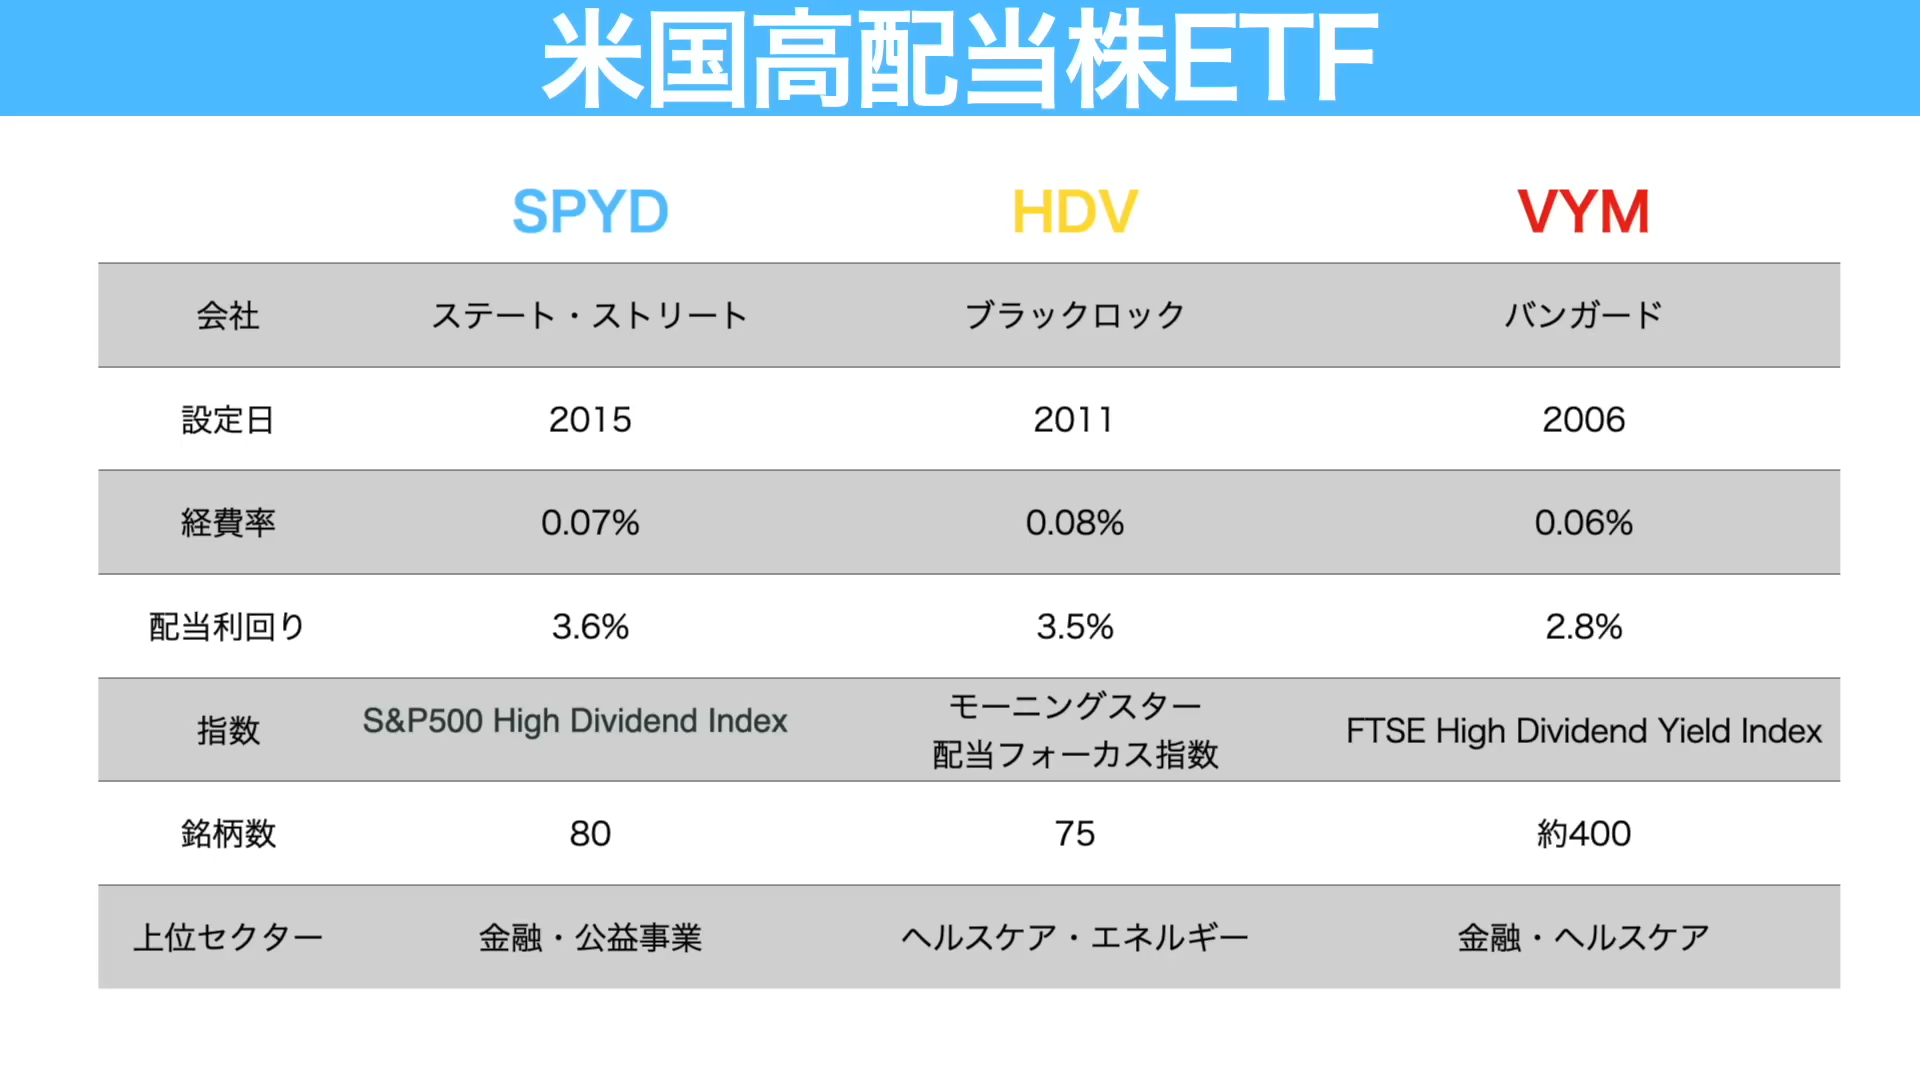 米国高配当株ETF
SPYD HDV VYM
会社 ステート・ストリート ブラックロック バンガード
設定日 2015 2011 2006
経費率 0.07% 0.08% 0.06%
配当利回り 3.6% 3.5% 2.8%
指数 S&P500 High Dividend Index モーニングスター
配当フォーカス指数 FTSE High Dividend Yield Index
銘柄数 80 75 約400
上位セクター 金融・公益事業 ヘルスケア・エネルギー 金融・ヘルスケア